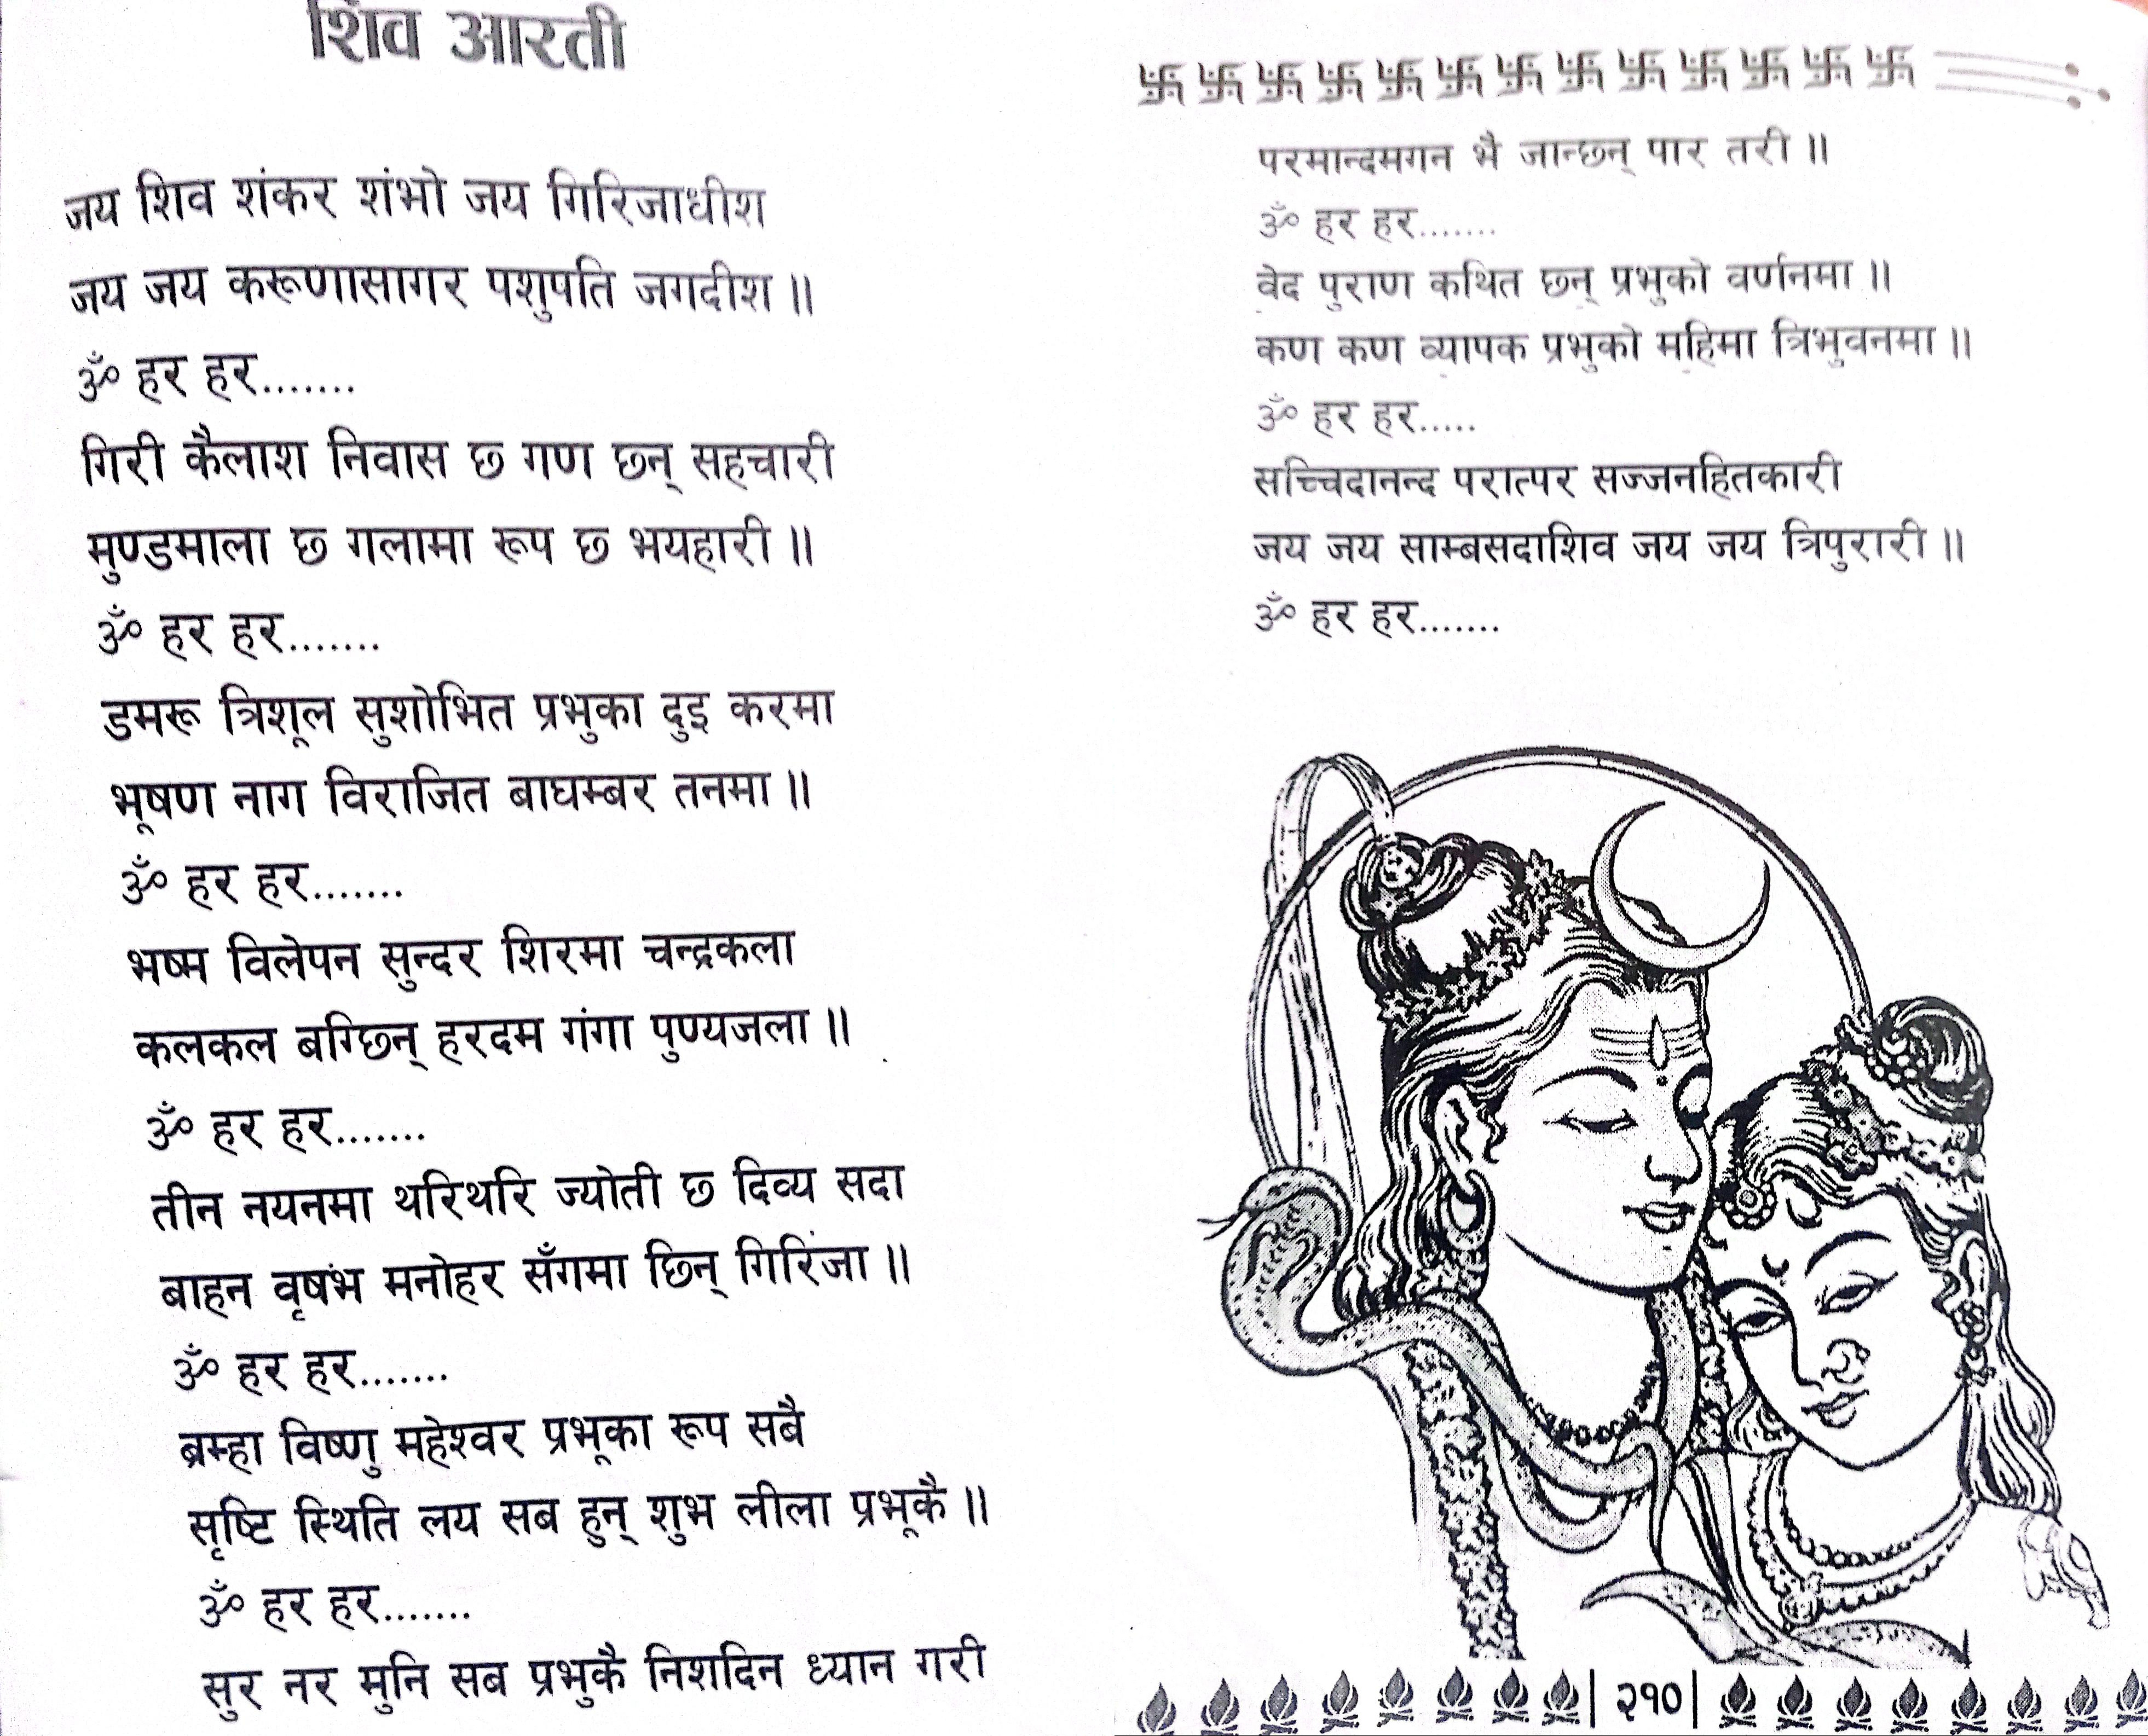 शिव आरती
जय शिव शंकर शंभो जय गिरिजाधीश
जय जय करूणासागर पशुपति जगदीश ॥
ॐ हर हर.......
गिरी कैलाश निवास छ गण छन् सहचारी
मुण्डमाला छ गलामा रूप छ भयहारी ॥
ॐ हर हर.......
डमरू त्रिशूल सुशोभित प्रभुका दुइ करमा
भूषण नाग विराजित बाघम्बर तनमा ॥
ॐ हर हर.......
भष्म विलेपन सुन्दर शिरमा चन्द्रकला
कलकल बग्छिन् हरदम गंगा पुण्यजला ॥
ॐ हर हर.......
तीन नयनमा थरिथरि ज्योती छ दिव्य सदा
बाहन वृषभ मनोहर सँगमा छिन् गिरिजा ॥
ॐ हर हर.......
ब्रम्हा विष्णु महेश्वर प्रभूका रूप सबै
सृष्टि स्थिति लय सब हुन् शुभ लीला प्रभूकै ॥
ॐ हर हर.......
सुर नर मुनि सब प्रभुकै निशदिन ध्यान गरी
परमान्दमगन भै जान्छन् पार तरी ॥
ॐ हर हर.......
वेद पुराण कथित छन् प्रभुको वर्णनमा ॥
कण कण व्यापक प्रभुको महिमा त्रिभुवनमा ॥
ॐ हर हर.....
सच्चिदानन्द परात्पर सज्जनहितकारी
जय जय साम्बसदाशिव जय जय त्रिपुरारी ॥
ॐ हर हर.......
२१०